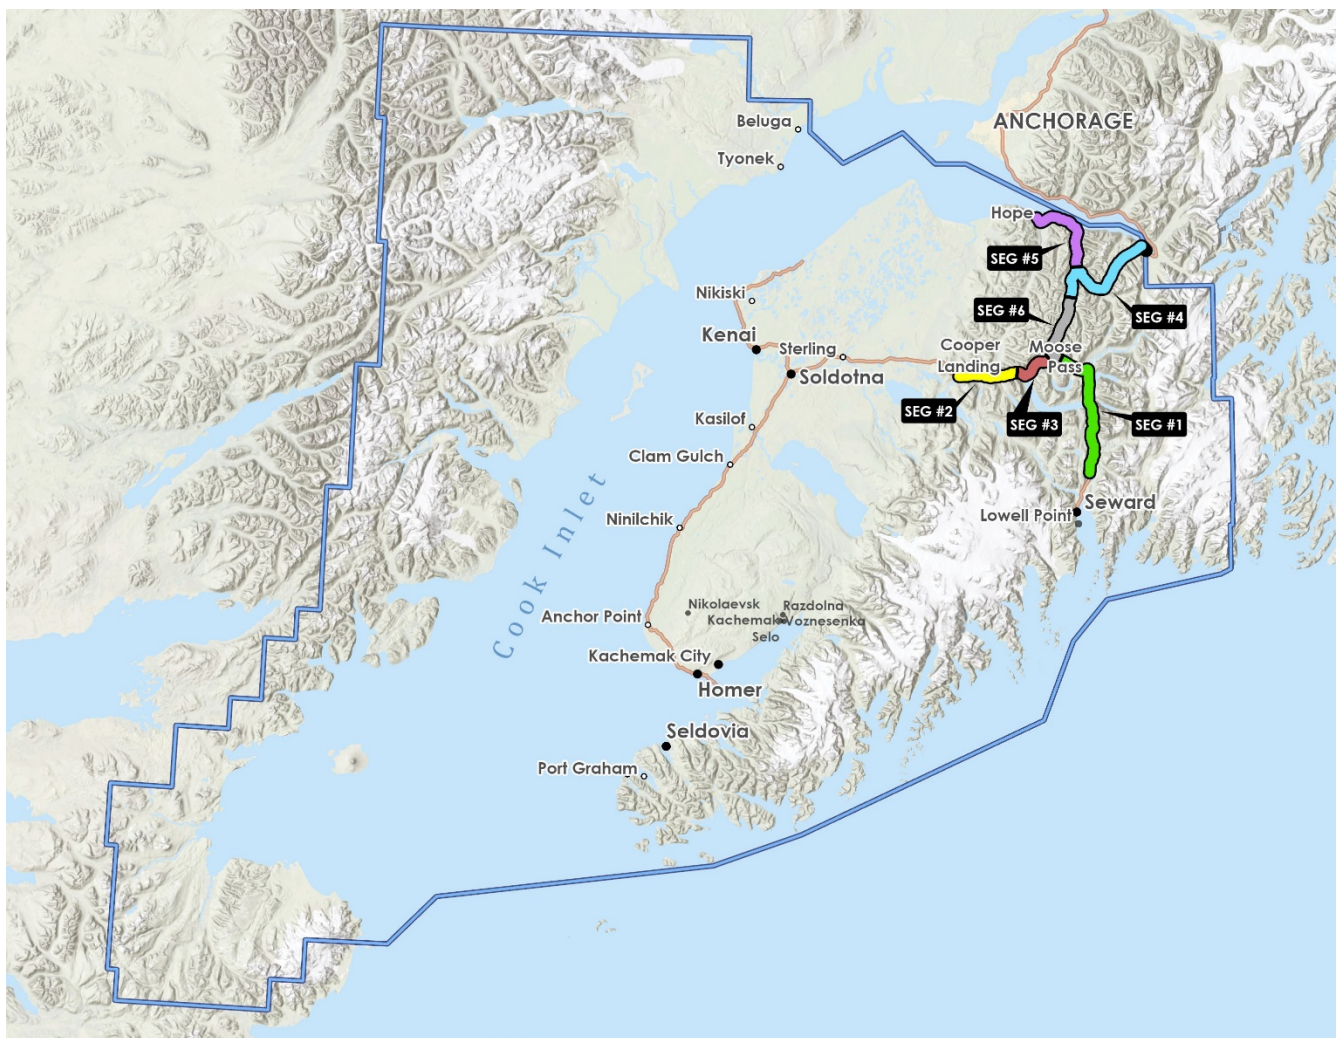 Beluga
ANCHORAGE
Tyonek
Hope
SEG #5
Nikiski
SEG #6
SEG #4
Kenai
Sterling
Cooper
Landing
Moose
Pass
Soldotna
SEG #2
SEG #3
SEG #1
Kasilof
Clam Gulch
Cook Inlet
Seward
Lowell Point
Ninilchik
Nikolaevsk
Razdolna
Anchor Point
Kachemak
Selo
Voznesenka
Kachemak City
Homer
Seldovia
Port Graham